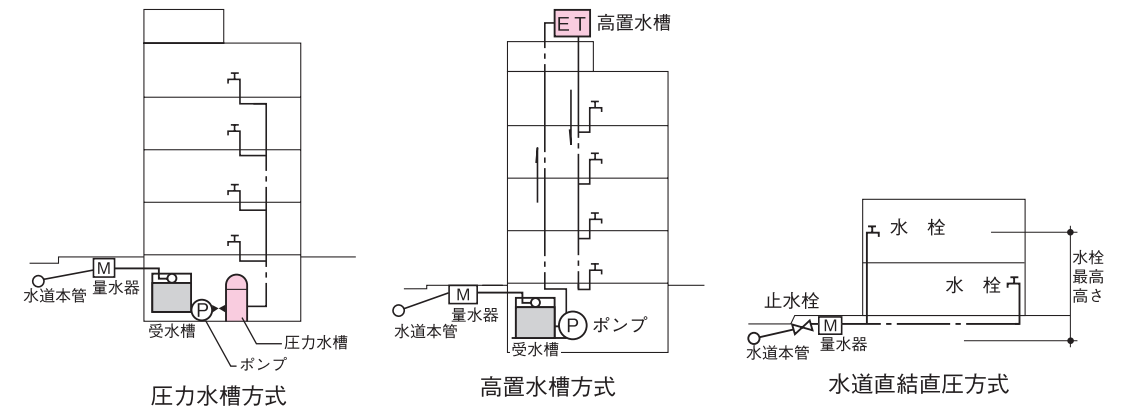 M
水道本管
量水器
受水槽
P
圧力水槽
ポンプ
圧力水槽方式
ET
高置水槽
M
水道本管
量水器
受水槽
P
ポンプ
高置水槽方式
水 栓
水 栓
水栓
最高
高さ
止水栓
M
水道本管
量水器
水道直結直圧方式